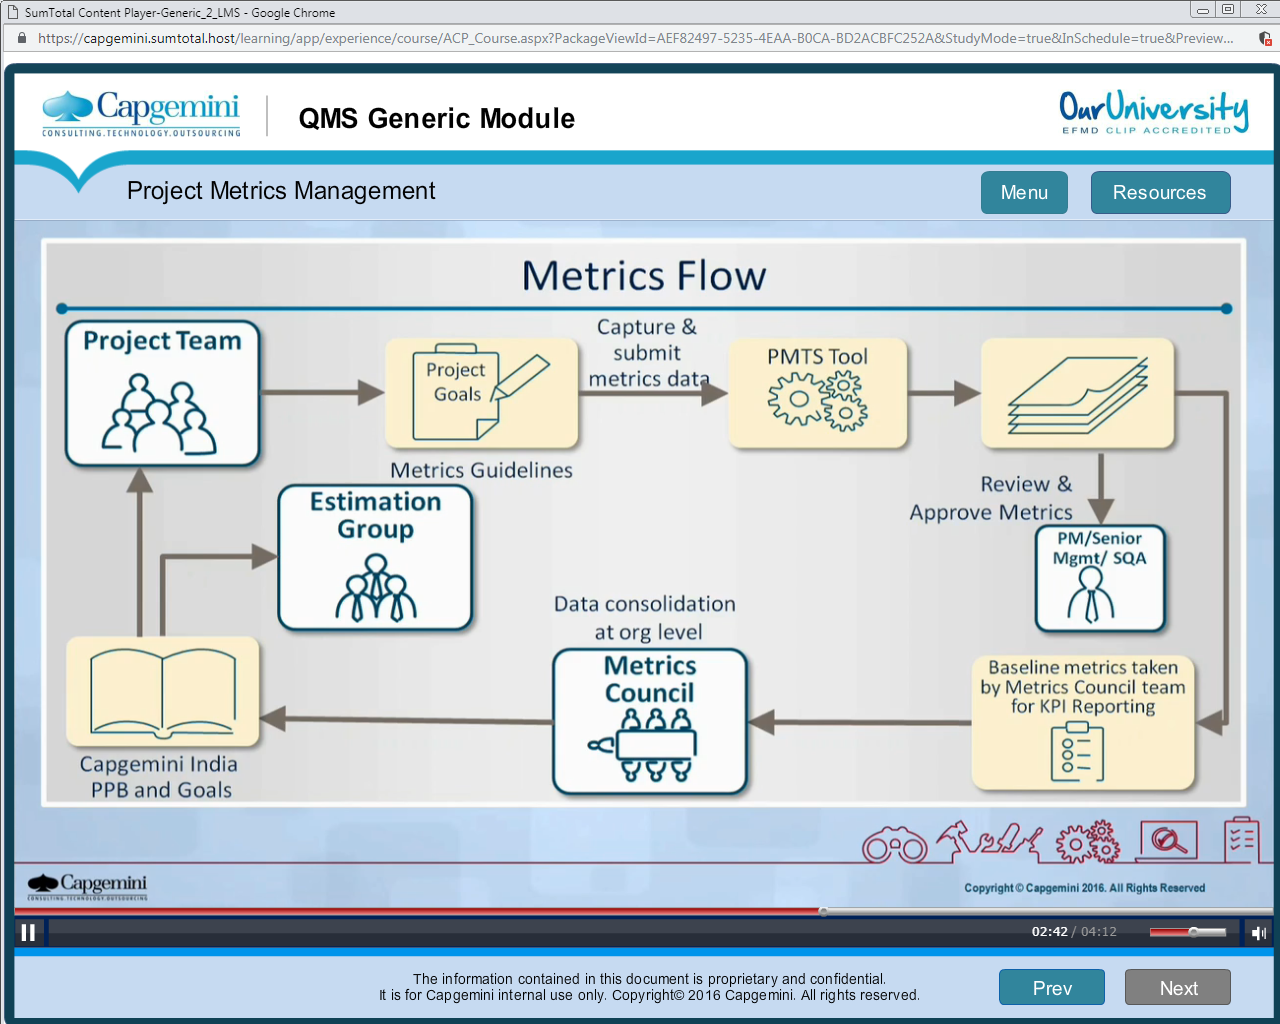 SumTotal Content Player-Generic_2_LMS - Google Chrome
https://capgemini.sumtotal.host/learning/app/experience/course/ACP_Course.aspx?PackageViewId=AEF82497-5235-4EAA-B0CA-BD2ACBFC252A&StudyMode=true&InSchedule=true&Preview...
Capgemini
CONSULTING.TECHNOLOGY.OUTSOURCING
QMS Generic Module
OurUniversity
EFMD CLIP ACCREDITED
Project Metrics Management
Menu
Resources
Metrics Flow
Project Team
Project
Goals
Metrics Guidelines
Capture &
submit
metrics data
PMTS Tool
Review &
Approve Metrics
PM/Senior
Mgmt/ SQA
Estimation
Group
Data consolidation
at org level
Metrics
Council
Baseline metrics taken
by Metrics Council team
for KPI Reporting
Capgemini India
PPB and Goals
Capgemini
CONSULTING.TECHNOLOGY.OUTSOURCING
Copyright © Capgemini 2016. All Rights Reserved
02:42 / 04:12
The information contained in this document is proprietary and confidential.
It is for Capgemini internal use only. Copyright© 2016 Capgemini. All rights reserved.
Prev
Next